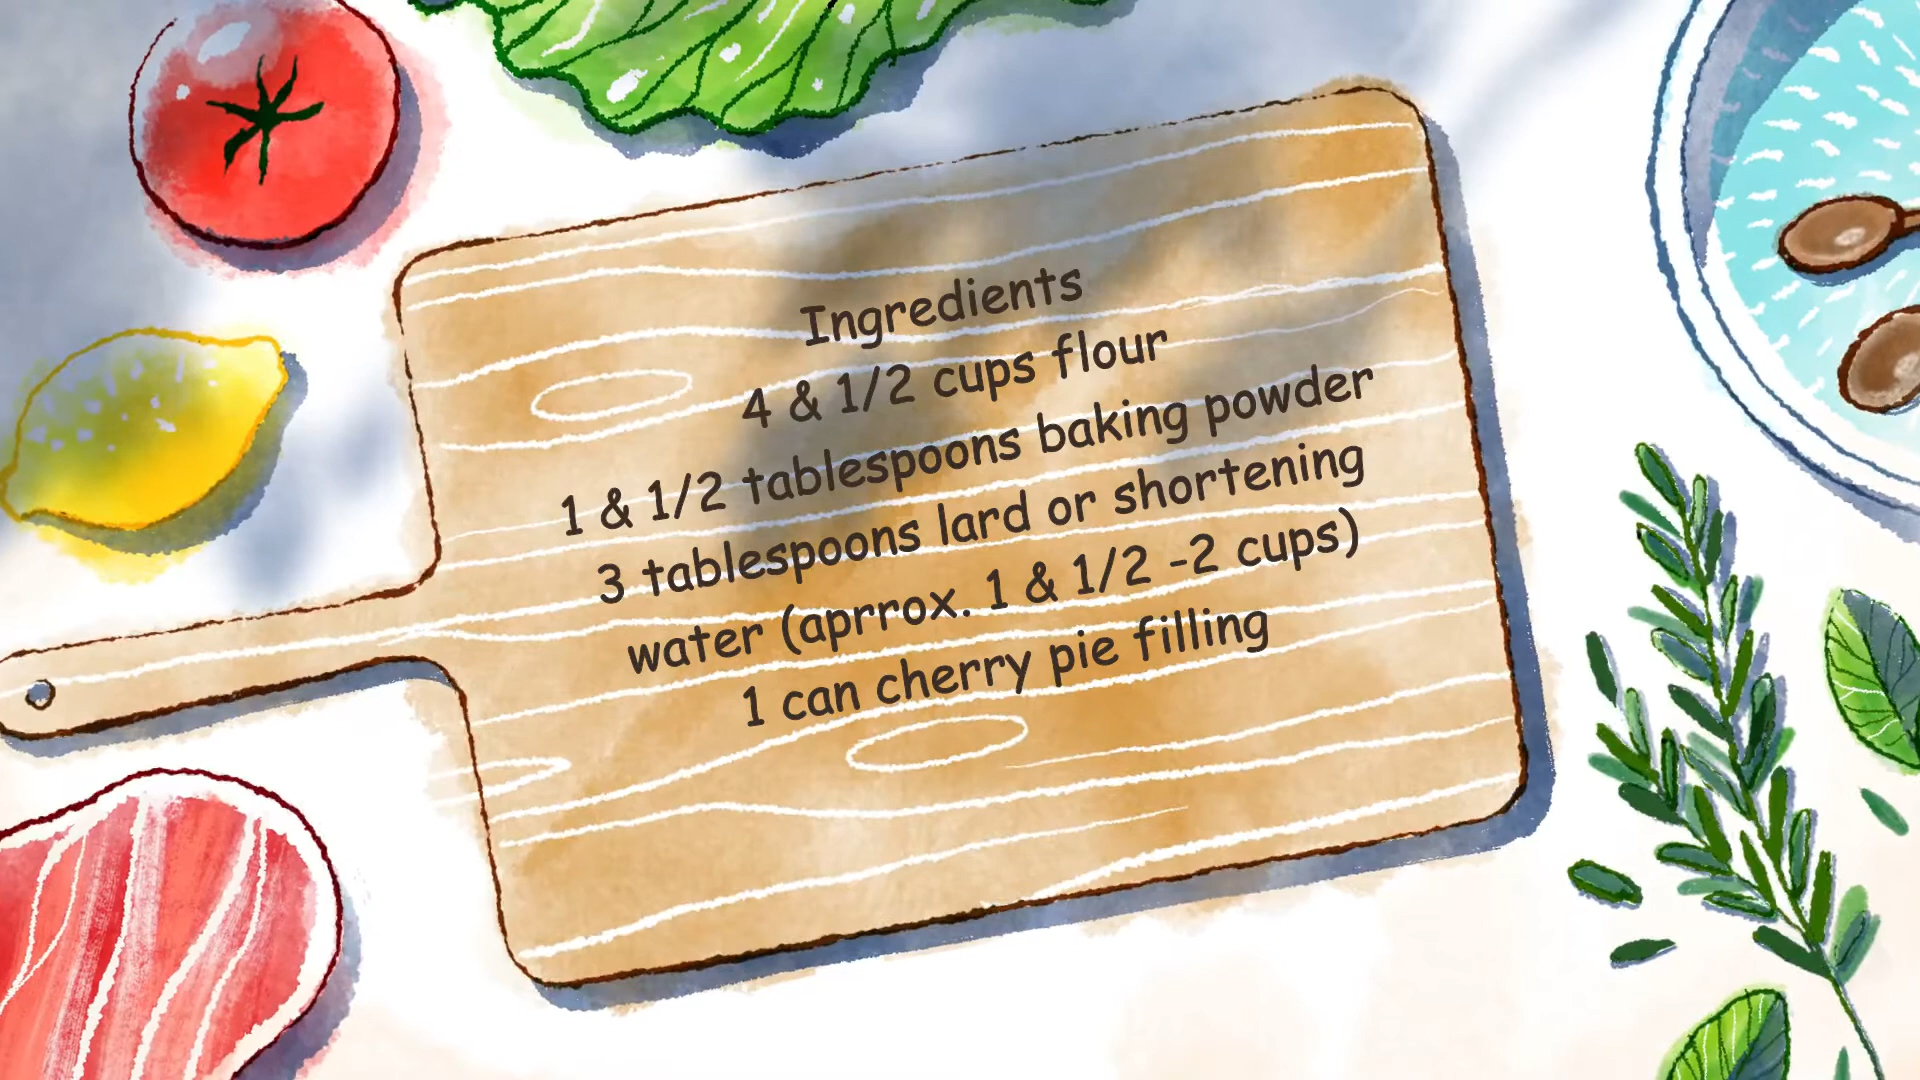 Ingredients
4 & 1/2 cups flour
1 & 1/2 tablespoons baking powder
3 tablespoons lard or shortening
water (aprrox. 1 & 1/2 -2 cups)
1 can cherry pie filling